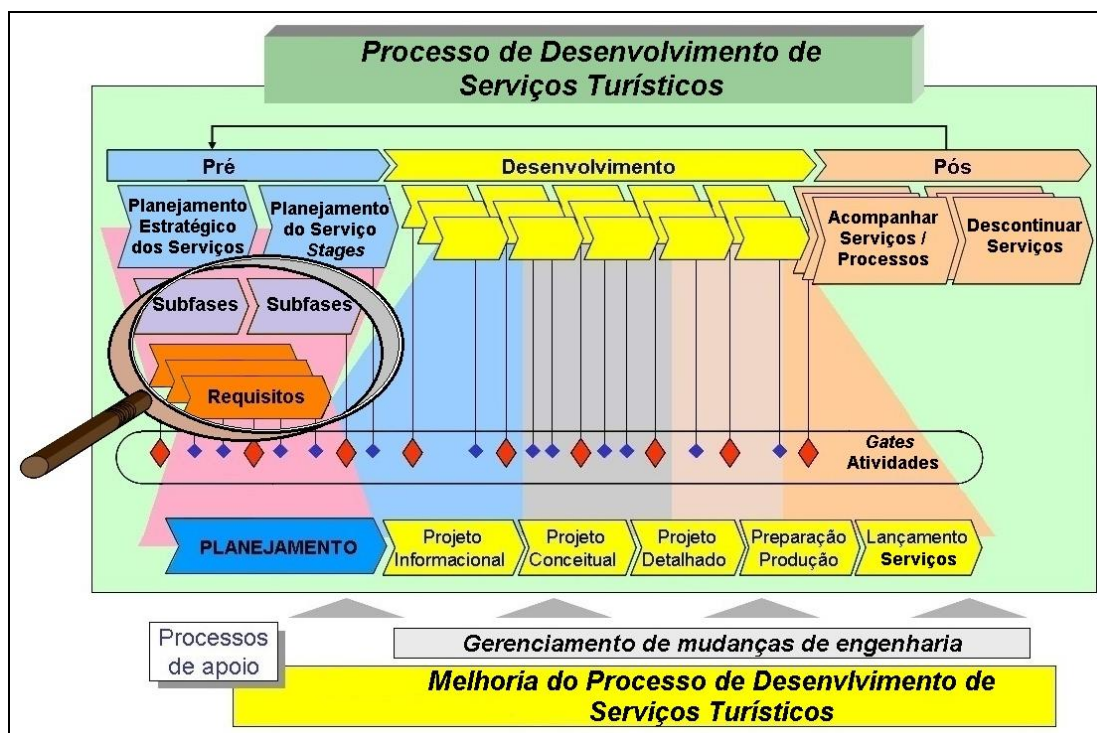 Processo de Desenvolvimento de
Serviços Turísticos
Pré
Desenvolvimento
Pós
Planejamento
Estratégico
dos Serviços
Planejamento
do Serviço
Stages
Acompanhar
Serviços /
Processos
Descontinuar
Serviços
Subfases
Subfases
Requisitos
Gates
Atividades
PLANEJAMENTO
Projeto
Informacional
Projeto
Conceitual
Projeto
Detalhado
Preparação
Produção
Lançamento
Serviços
Processos
de apoio
Gerenciamento de mudanças de engenharia
Melhoria do Processo de Desenvlvimento de
Serviços Turísticos